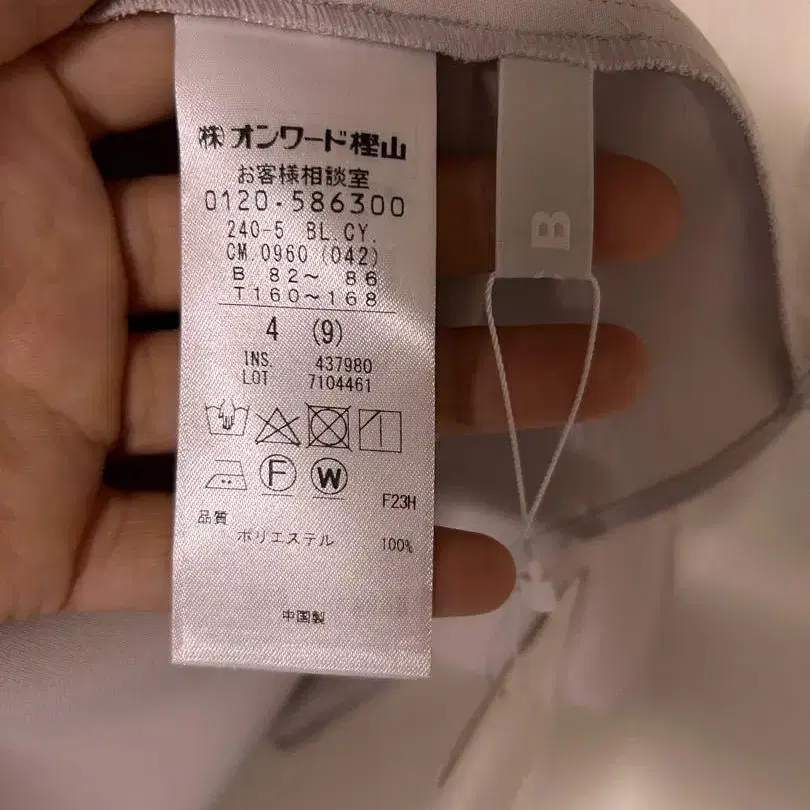 ㈱オンワード樫山
お客様相談室
0120-586300
240-5 BL.CY.
CM.0960 (042)
B 82～ 86
T160～168
4 (9)
INS. 437980
LOT 7104461
F W
F23H
品質
ポリエステル 100%
中国製
B